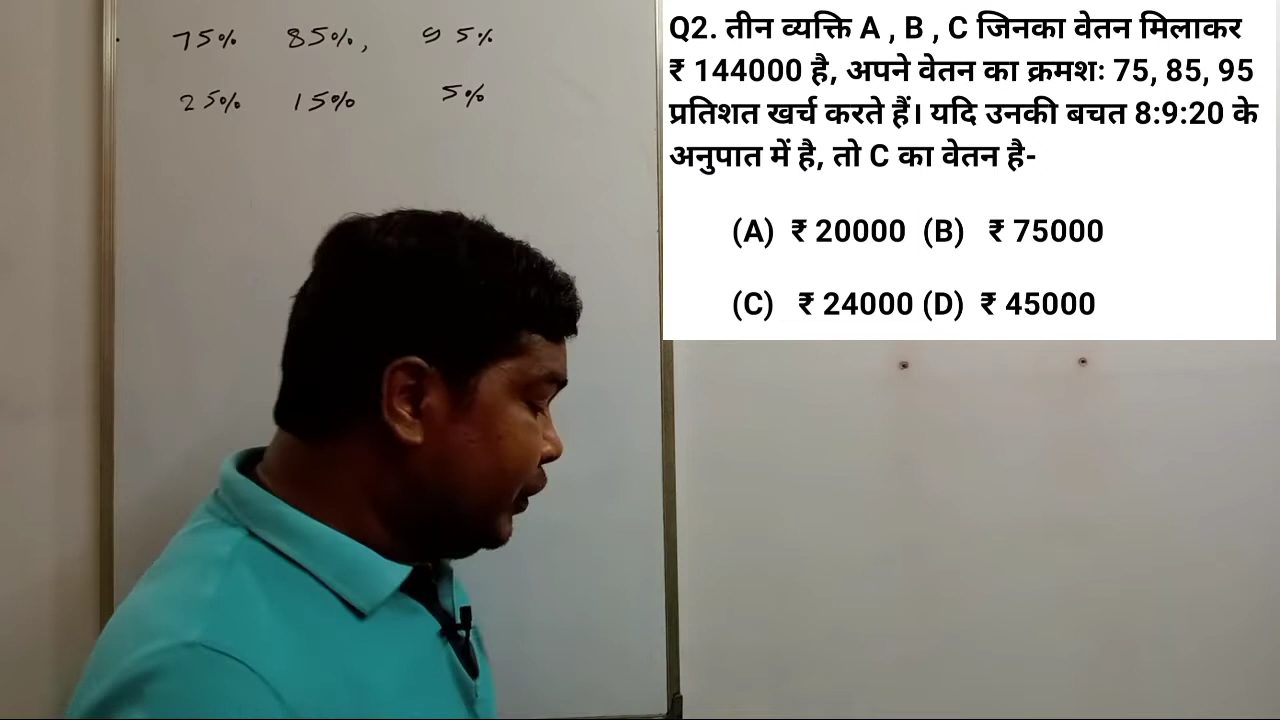 75% 85%, 95%
25% 15% 5%
Q2. तीन व्यक्ति A , B , C जिनका वेतन मिलाकर
₹ 144000 है, अपने वेतन का क्रमशः 75, 85, 95
प्रतिशत खर्च करते हैं। यदि उनकी बचत 8:9:20 के
अनुपात में है, तो C का वेतन है-
(A) ₹ 20000 (B) ₹ 75000
(C) ₹ 24000 (D) ₹ 45000